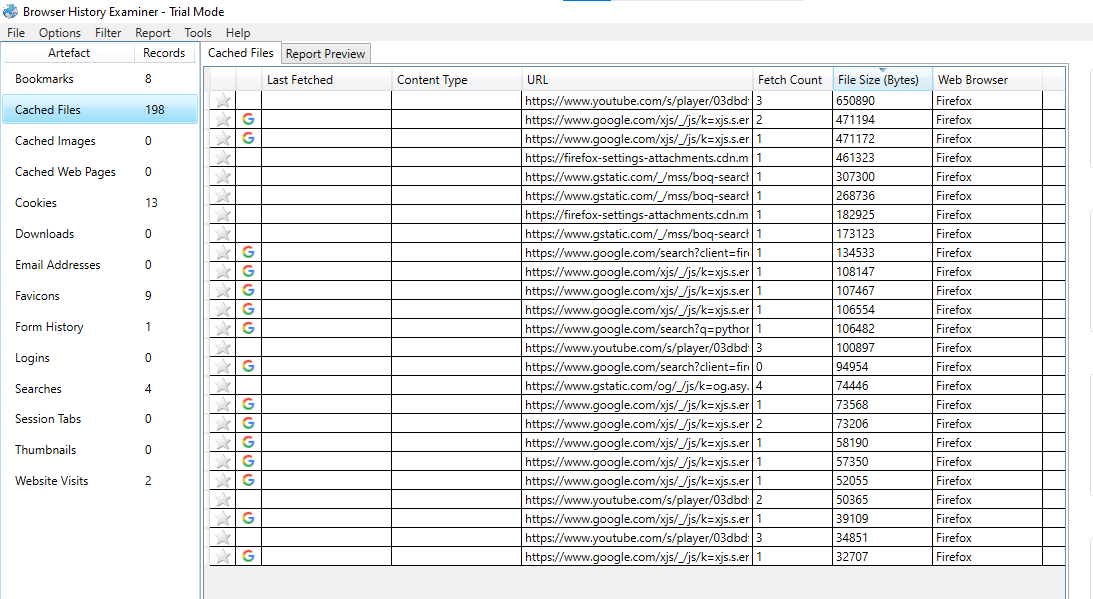 Browser History Examiner - Trial Mode
File Options Filter Report Tools Help
Artefact Records
Bookmarks 8
Cached Files 198
Cached Images 0
Cached Web Pages 0
Cookies 13
Downloads 0
Email Addresses 0
Favicons 9
Form History 1
Logins 0
Searches 4
Session Tabs 0
Thumbnails 0
Website Visits 2
Cached Files Report Preview
Last Fetched Content Type URL Fetch Count File Size (Bytes) Web Browser
https://www.youtube.com/s/player/03dbd 3 650890 Firefox
https://www.google.com/xjs/_/js/k=xjs.s.er 2 471194 Firefox
https://www.google.com/xjs/_/js/k=xjs.s.er 1 471172 Firefox
https://firefox-settings-attachments.cdn.m 1 461323 Firefox
https://www.gstatic.com/_/mss/boq-search 1 307300 Firefox
https://www.gstatic.com/_/mss/boq-search 1 268736 Firefox
https://firefox-settings-attachments.cdn.m 1 182925 Firefox
https://www.gstatic.com/_/mss/boq-search 1 173123 Firefox
https://www.google.com/search?client=fir 1 134533 Firefox
https://www.google.com/xjs/_/js/k=xjs.s.er 1 108147 Firefox
https://www.google.com/xjs/_/js/k=xjs.s.er 1 107467 Firefox
https://www.google.com/xjs/_/js/k=xjs.s.er 1 106554 Firefox
https://www.google.com/search?q=python 1 106482 Firefox
https://www.youtube.com/s/player/03dbd 3 100897 Firefox
https://www.google.com/search?client=fir 0 94954 Firefox
https://www.gstatic.com/og/_/js/k=og.asy. 4 74446 Firefox
https://www.google.com/xjs/_/js/k=xjs.s.er 1 73568 Firefox
https://www.google.com/xjs/_/js/k=xjs.s.er 2 73206 Firefox
https://www.google.com/xjs/_/js/k=xjs.s.er 1 58190 Firefox
https://www.google.com/xjs/_/js/k=xjs.s.er 1 57350 Firefox
https://www.google.com/xjs/_/js/k=xjs.s.er 1 52055 Firefox
https://www.youtube.com/s/player/03dbd 2 50365 Firefox
https://www.google.com/xjs/_/js/k=xjs.s.er 1 39109 Firefox
https://www.youtube.com/s/player/03dbd 3 34851 Firefox
https://www.google.com/xjs/_/js/k=xjs.s.er 1 32707 Firefox